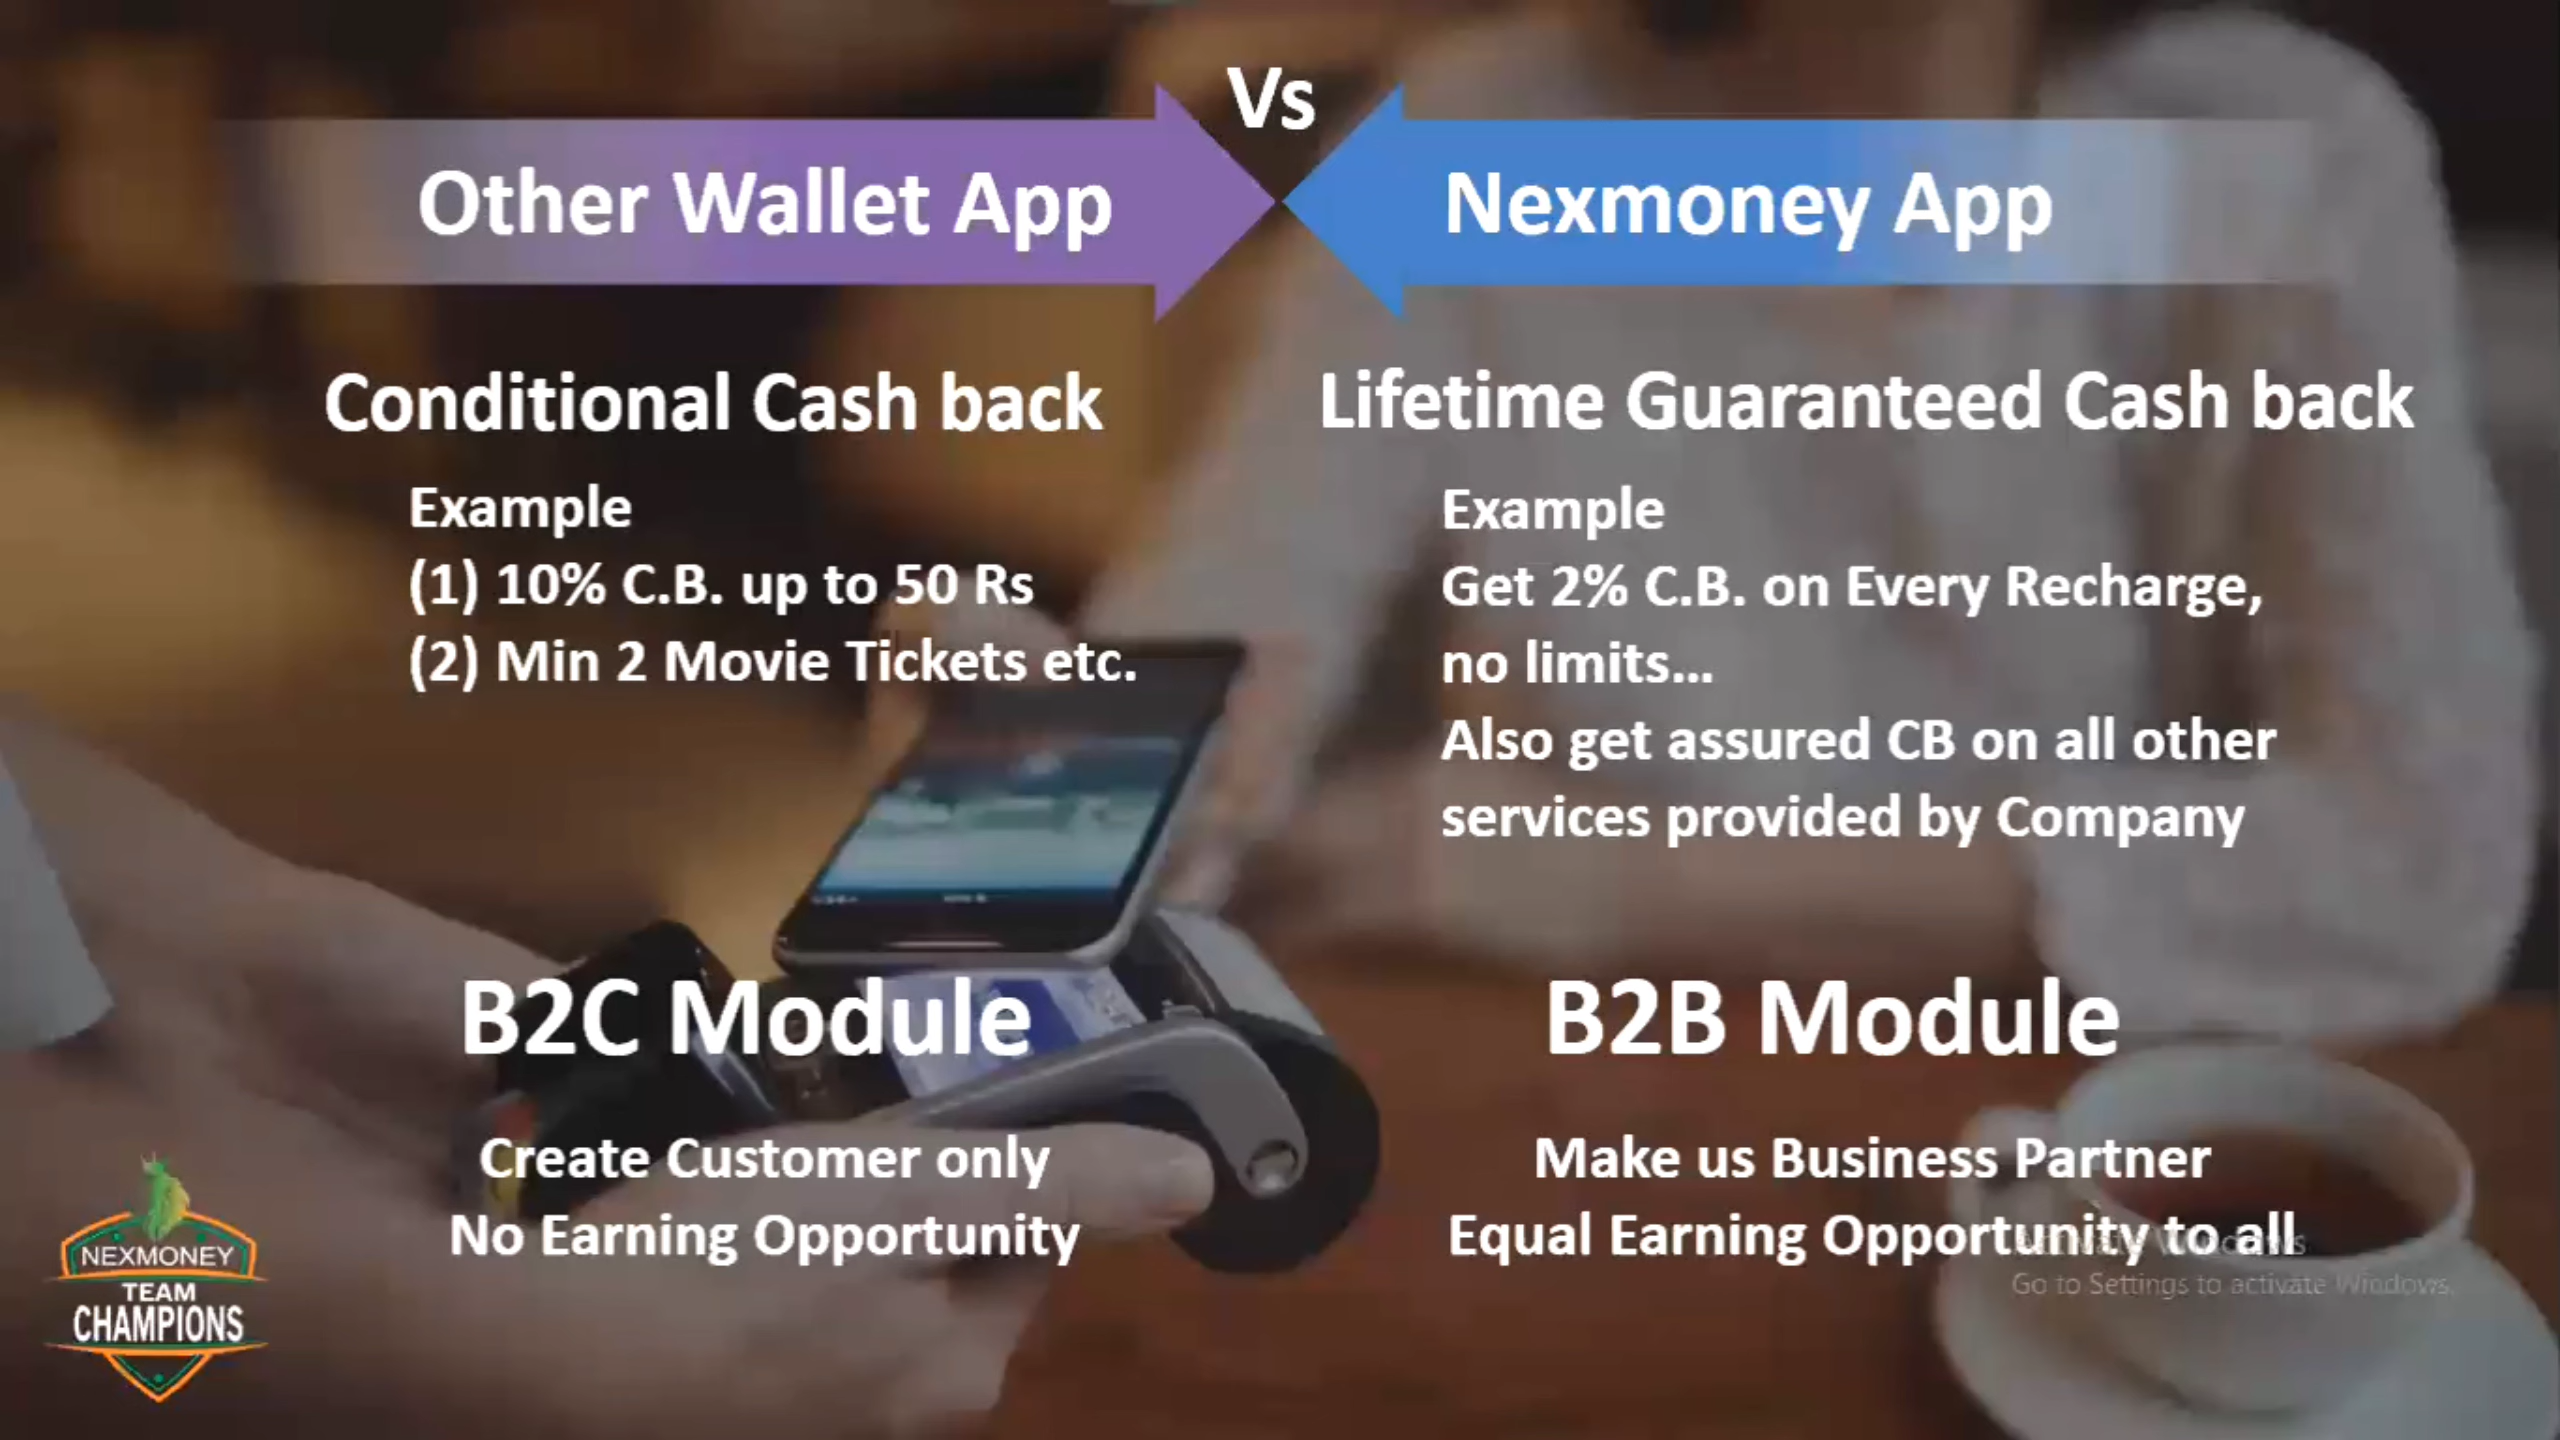 Vs
Other Wallet App
Nexmoney App
Conditional Cash back
Example
(1) 10% C.B. up to 50 Rs
(2) Min 2 Movie Tickets etc.
Lifetime Guaranteed Cash back
Example
Get 2% C.B. on Every Recharge,
no limits...
Also get assured CB on all other
services provided by Company
B2C Module
Create Customer only
No Earning Opportunity
B2B Module
Make us Business Partner
Equal Earning Opportunity to all
Activate Windows
Go to Settings to activate Windows.
NEXMONEY
TEAM
CHAMPIONS